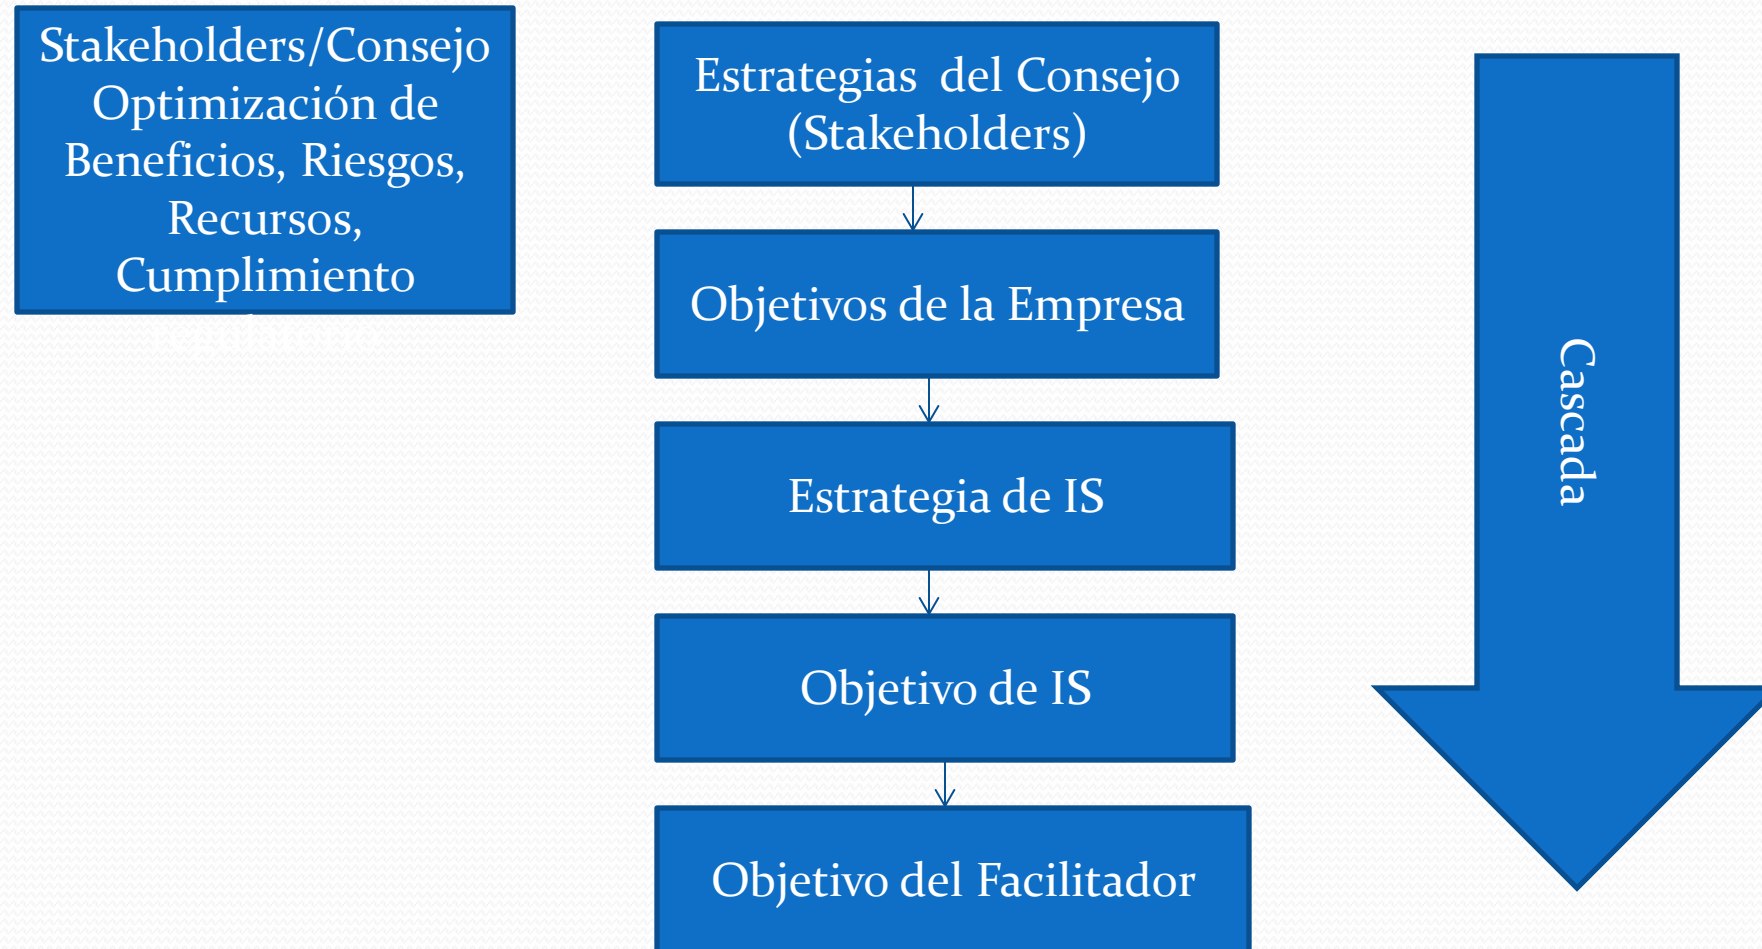 Stakeholders/Consejo
Optimización de
Beneficios, Riesgos,
Recursos,
Cumplimiento
Estrategias del Consejo
(Stakeholders)
Objetivos de la Empresa
Estrategia de IS
Objetivo de IS
Objetivo del Facilitador
Cascada